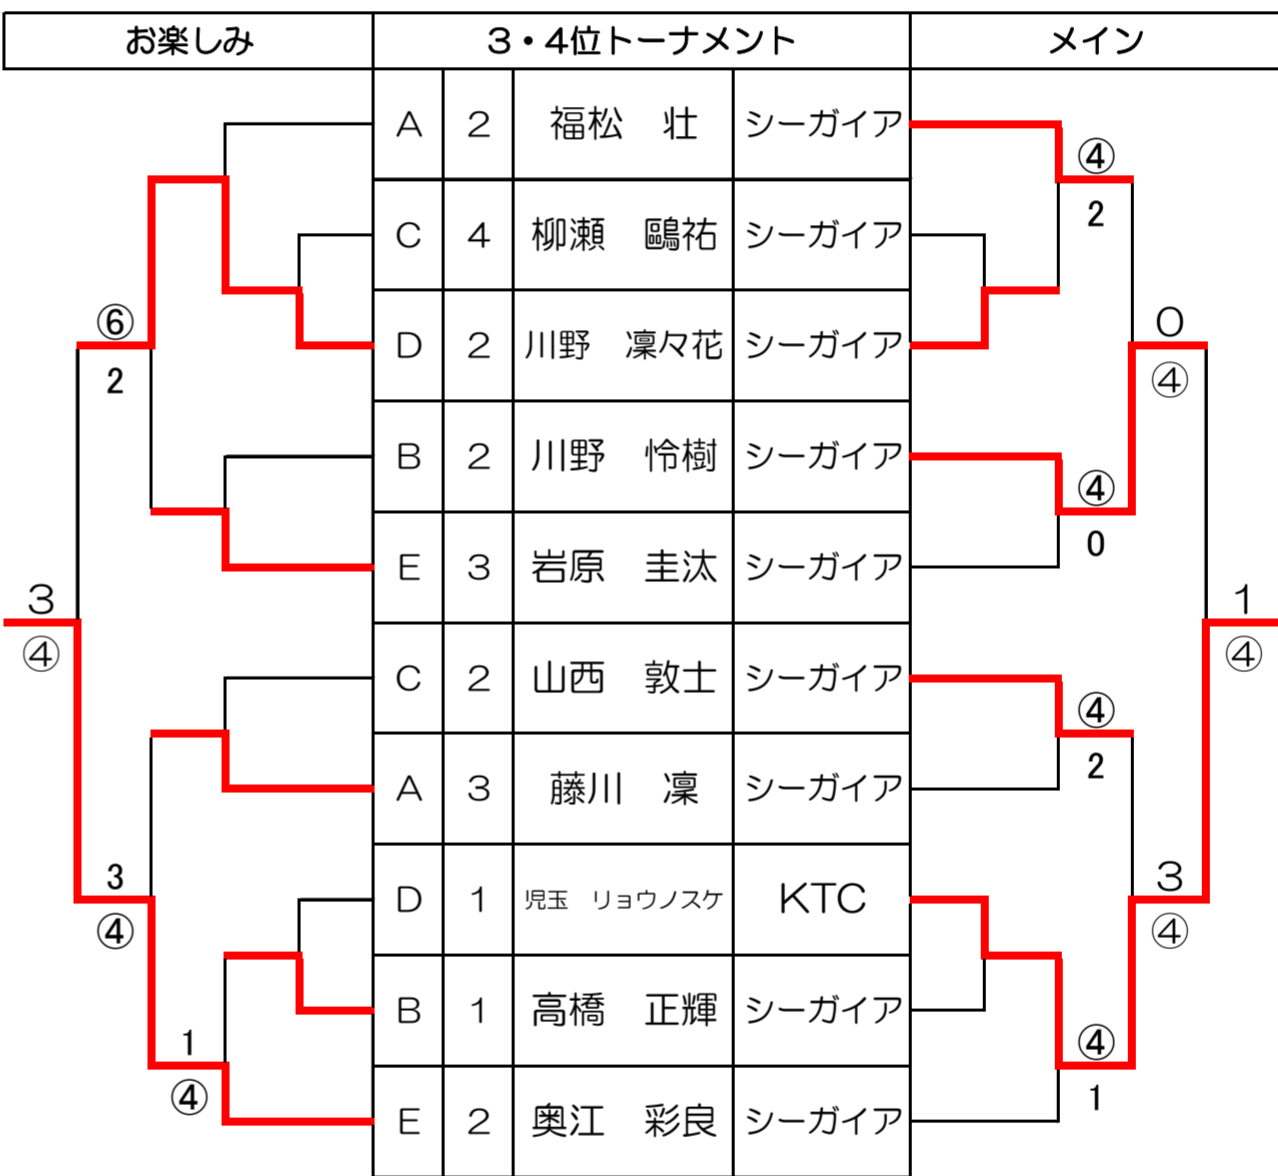 お楽しみ 3・4位トーナメント メイン
A 2 福松 壮 シーガイア
④
2
C 4 柳瀬 鷗祐 シーガイア
⑥ D 2 川野 凜々花 シーガイア 0
2 ④
B 2 川野 怜樹 シーガイア
④
0
E 3 岩原 圭汰 シーガイア
3 1
④ ④
C 2 山西 敦士 シーガイア
④
2
A 3 藤川 凜 シーガイア
3 D 1 児玉 リョウノスケ KTC 3
④ ④
B 1 高橋 正輝 シーガイア
1 ④
④ 1
E 2 奥江 彩良 シーガイア